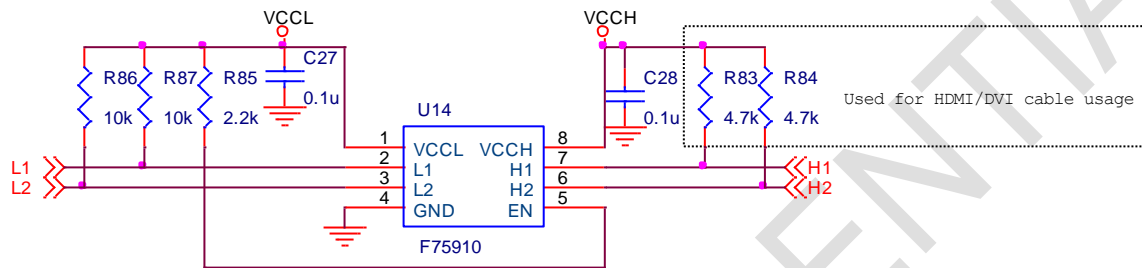 VCCL
VCCH
R86
10k
R87
10k
R85
2.2k
C27
0.1u
C28
0.1u
R83
4.7k
R84
4.7k
Used for HDMI/DVI cable usage
U14
1
VCCL
VCCH
8
2
L1
H1
7
3
L2
H2
6
4
GND
EN
5
L1
L2
H1
H2
F75910